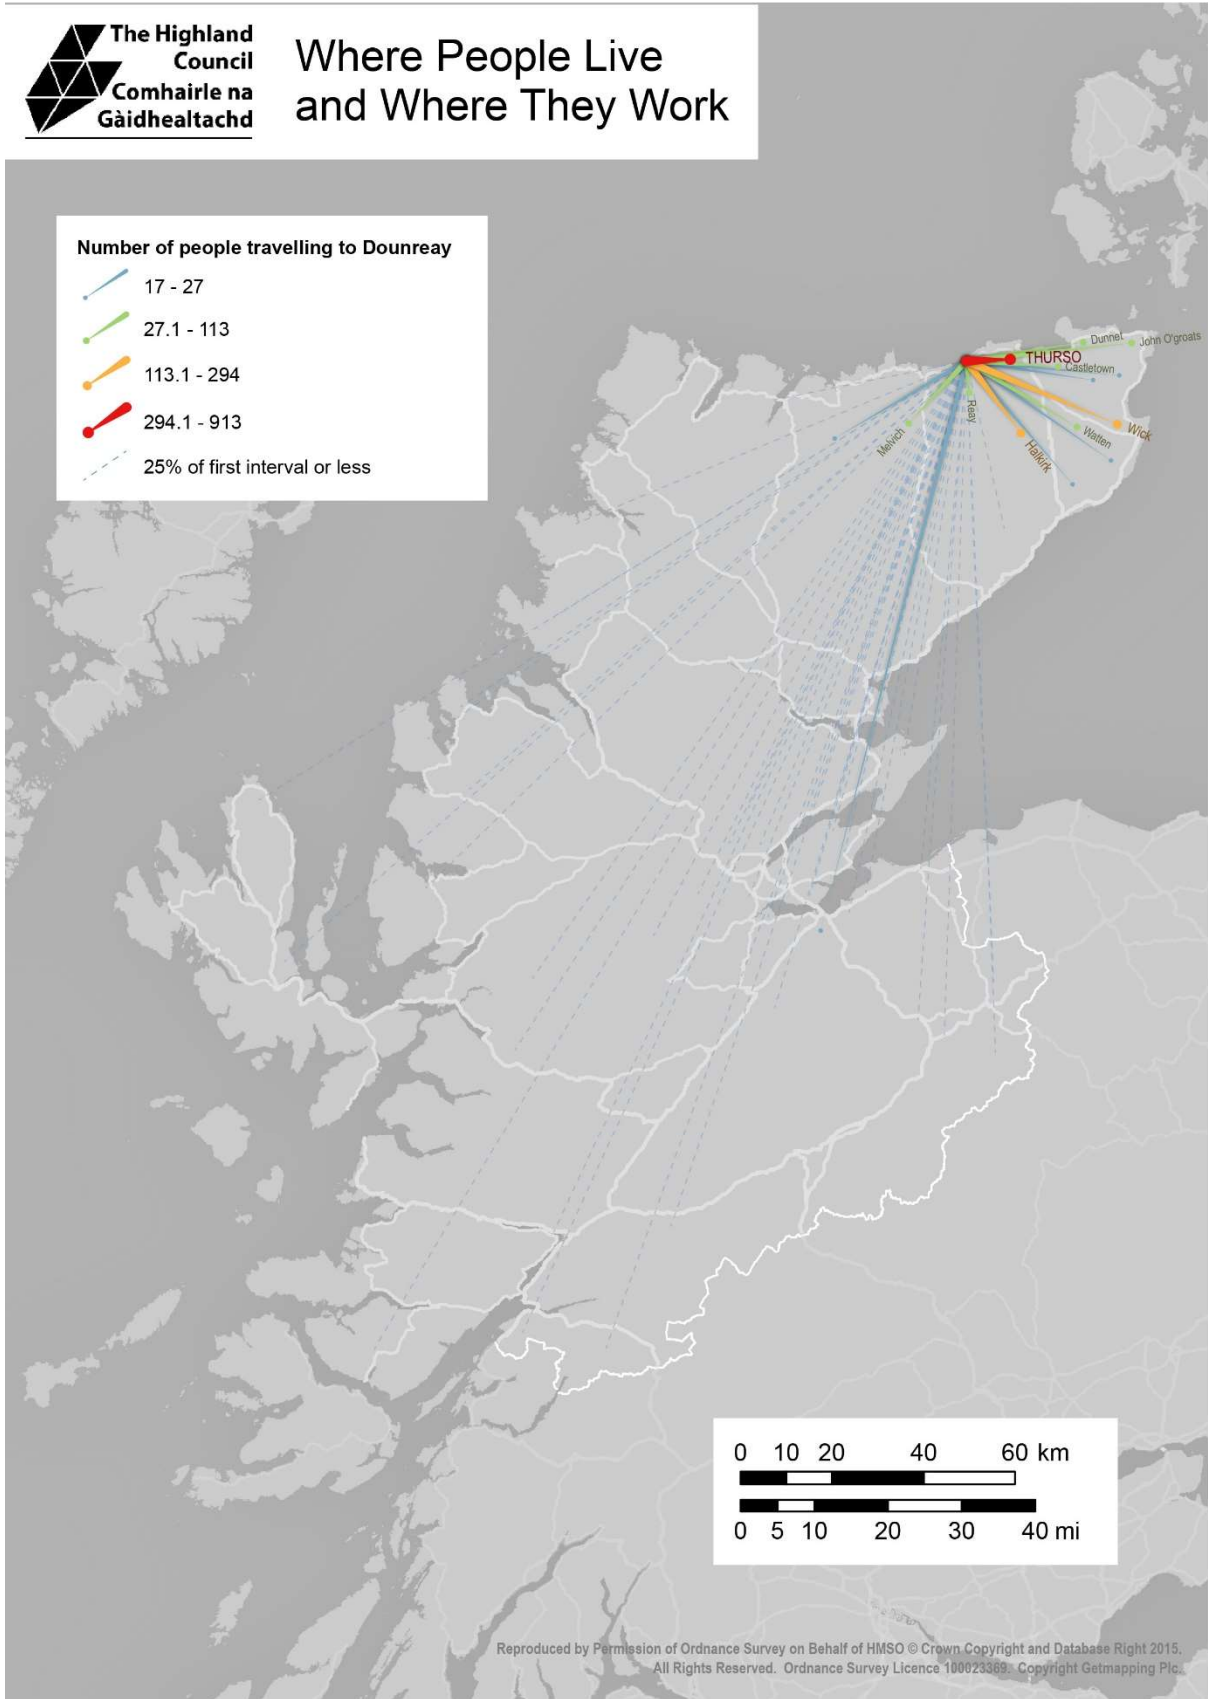 The Highland
Council
Comhairle na
Gàidhealtachd
Where People Live
and Where They Work
Number of people travelling to Dounreay
17 - 27
27.1 - 113
113.1 - 294
294.1 - 913
25% of first interval or less
Dunnet
John O'groats
THURSO
Castletown
Reay
Melvich
Halkirk
Watten
Wick
0 10 20 40 60 km
0 5 10 20 30 40 mi
Reproduced by Permission of Ordnance Survey on Behalf of HMSO © Crown Copyright and Database Right 2015.
All Rights Reserved. Ordnance Survey Licence 100023369. Copyright Getmapping Plc.